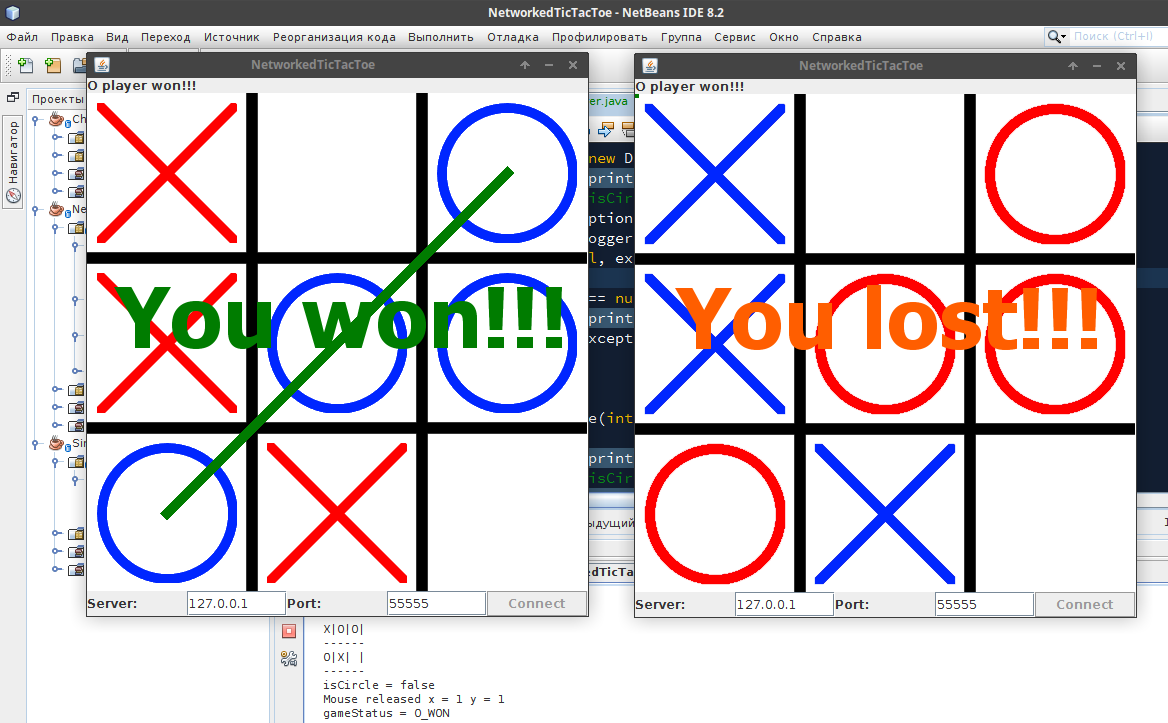 NetworkedTicTacToe - NetBeans IDE 8.2
Файл Правка Вид Переход Источник Реорганизация кода Выполнить Отладка Профилировать Группа Сервис Окно Справка
Поиск (Ctrl+I)
NetworkedTicTacToe
NetworkedTicTacToe
O player won!!!
O player won!!!
Проекты
Навигатор
er.java
Ch
Ne
Sin
new D
print
isCir
ption
ogger
l, ex
== nu
print
xcept
e(int
print
isCir
You won!!!
You lost!!!
ыдущий
dTicTa
Server: 127.0.0.1 Port: 55555 Connect
Server: 127.0.0.1 Port: 55555 Connect
X|O|O|
------
O|X| |
------
isCircle = false
Mouse released x = 1 y = 1
gameStatus = O_WON